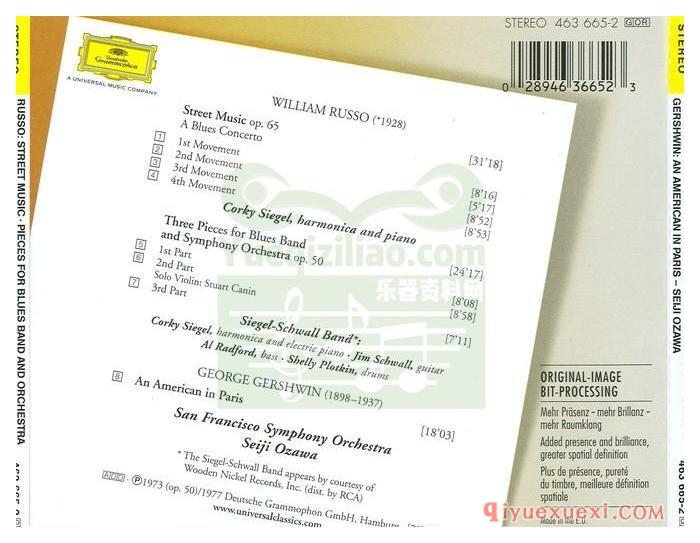 STEREO 463 665-2 GOR
Deutsche Grammophon
A UNIVERSAL MUSIC COMPANY
0 28946 36652 3
WILLIAM RUSSO (*1928)
Street Music op. 65 [31'18]
A Blues Concerto
1 1st Movement [8'16]
2 2nd Movement [5'17]
3 3rd Movement [8'52]
4 4th Movement [8'53]
Corky Siegel, harmonica and piano
Three Pieces for Blues Band
and Symphony Orchestra op. 50 [24'17]
5 1st Part [8'08]
6 2nd Part [8'58]
Solo Violin: Stuart Canin
7 3rd Part [7'11]
Siegel-Schwall Band*:
Corky Siegel, harmonica and electric piano · Jim Schwall, guitar
Al Radford, bass · Shelly Plotkin, drums
GEORGE GERSHWIN (1898–1937)
8 An American in Paris [18'03]
San Francisco Symphony Orchestra
Seiji Ozawa
* The Siegel-Schwall Band appears by courtesy of
Wooden Nickel Records, Inc. (dist. by RCA)
ADD ℗ 1973 (op. 50)/1977 Deutsche Grammophon GmbH, Hamburg
www.universalclassics.com
ORIGINAL-IMAGE
BIT-PROCESSING
Mehr Präsenz – mehr Brillanz –
mehr Raumklang
Added presence and brilliance,
greater spatial definition
Plus de présence, pureté
du timbre, meilleure définition
spatiale
Made in the E.U.
STEREO
RUSSO: STREET MUSIC · PIECES FOR BLUES BAND AND ORCHESTRA
STEREO
GERSHWIN: AN AMERICAN IN PARIS – SEIJI OZAWA
463 665-2
Yueqiziliao.com
乐器资料网
qiyuexuexi.com